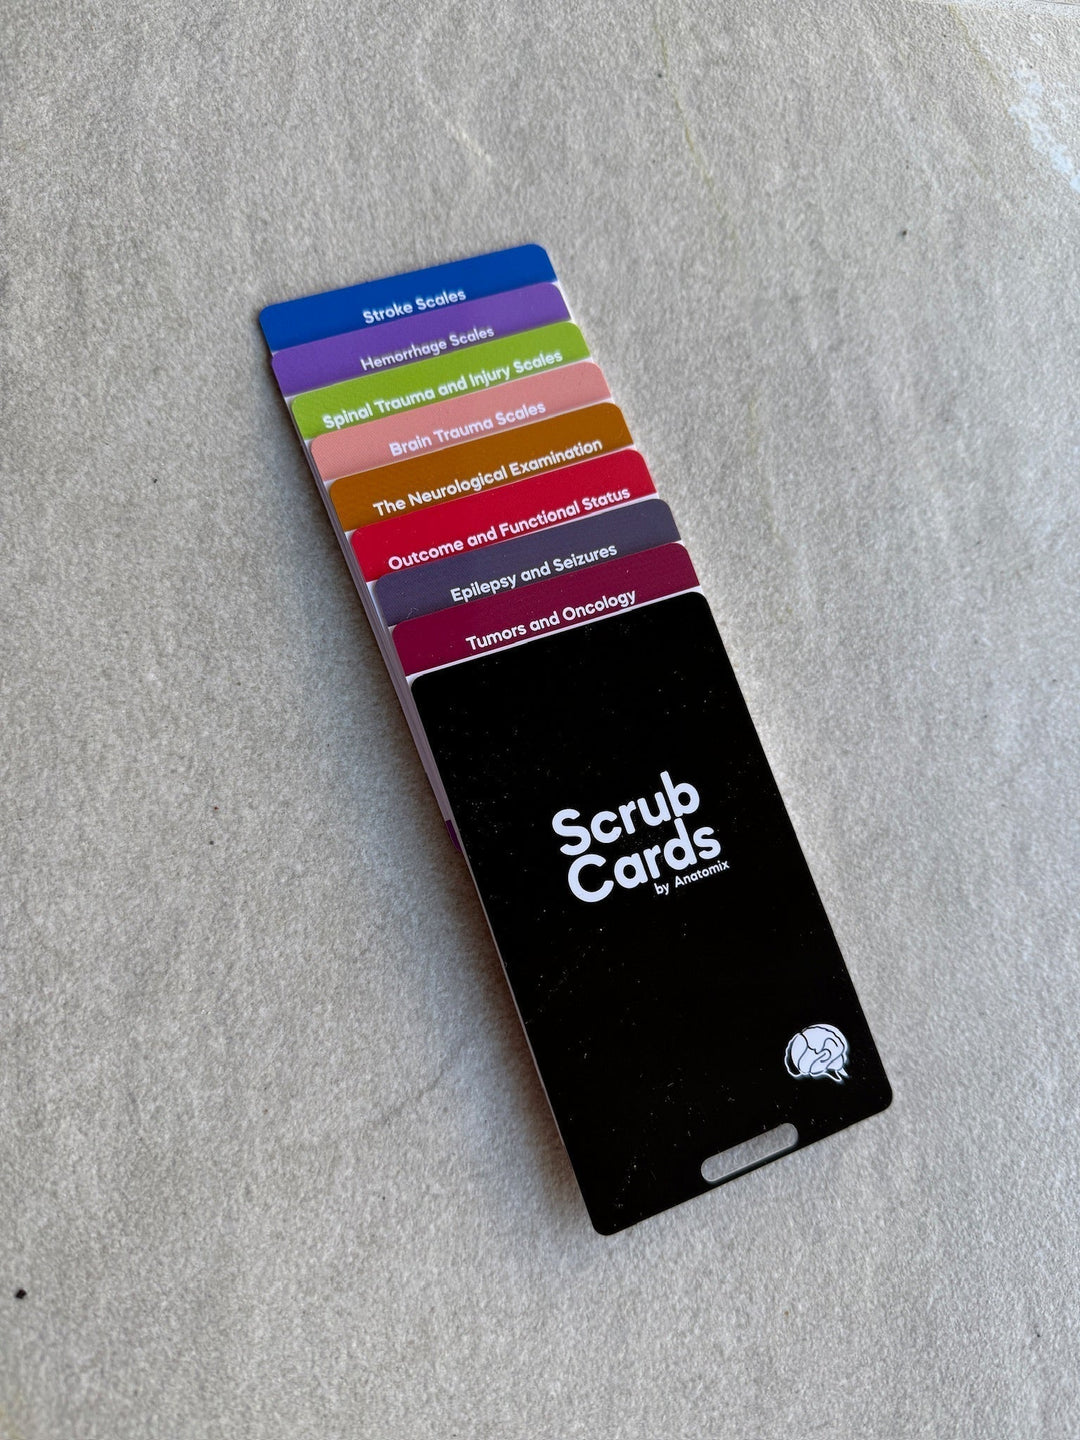 Stroke Scales
Hemorrhage Scales
Spinal Trauma and Injury Scales
Brain Trauma Scales
The Neurological Examination
Outcome and Functional Status
Epilepsy and Seizures
Tumors and Oncology
Scrub
Cards
by Anatomix